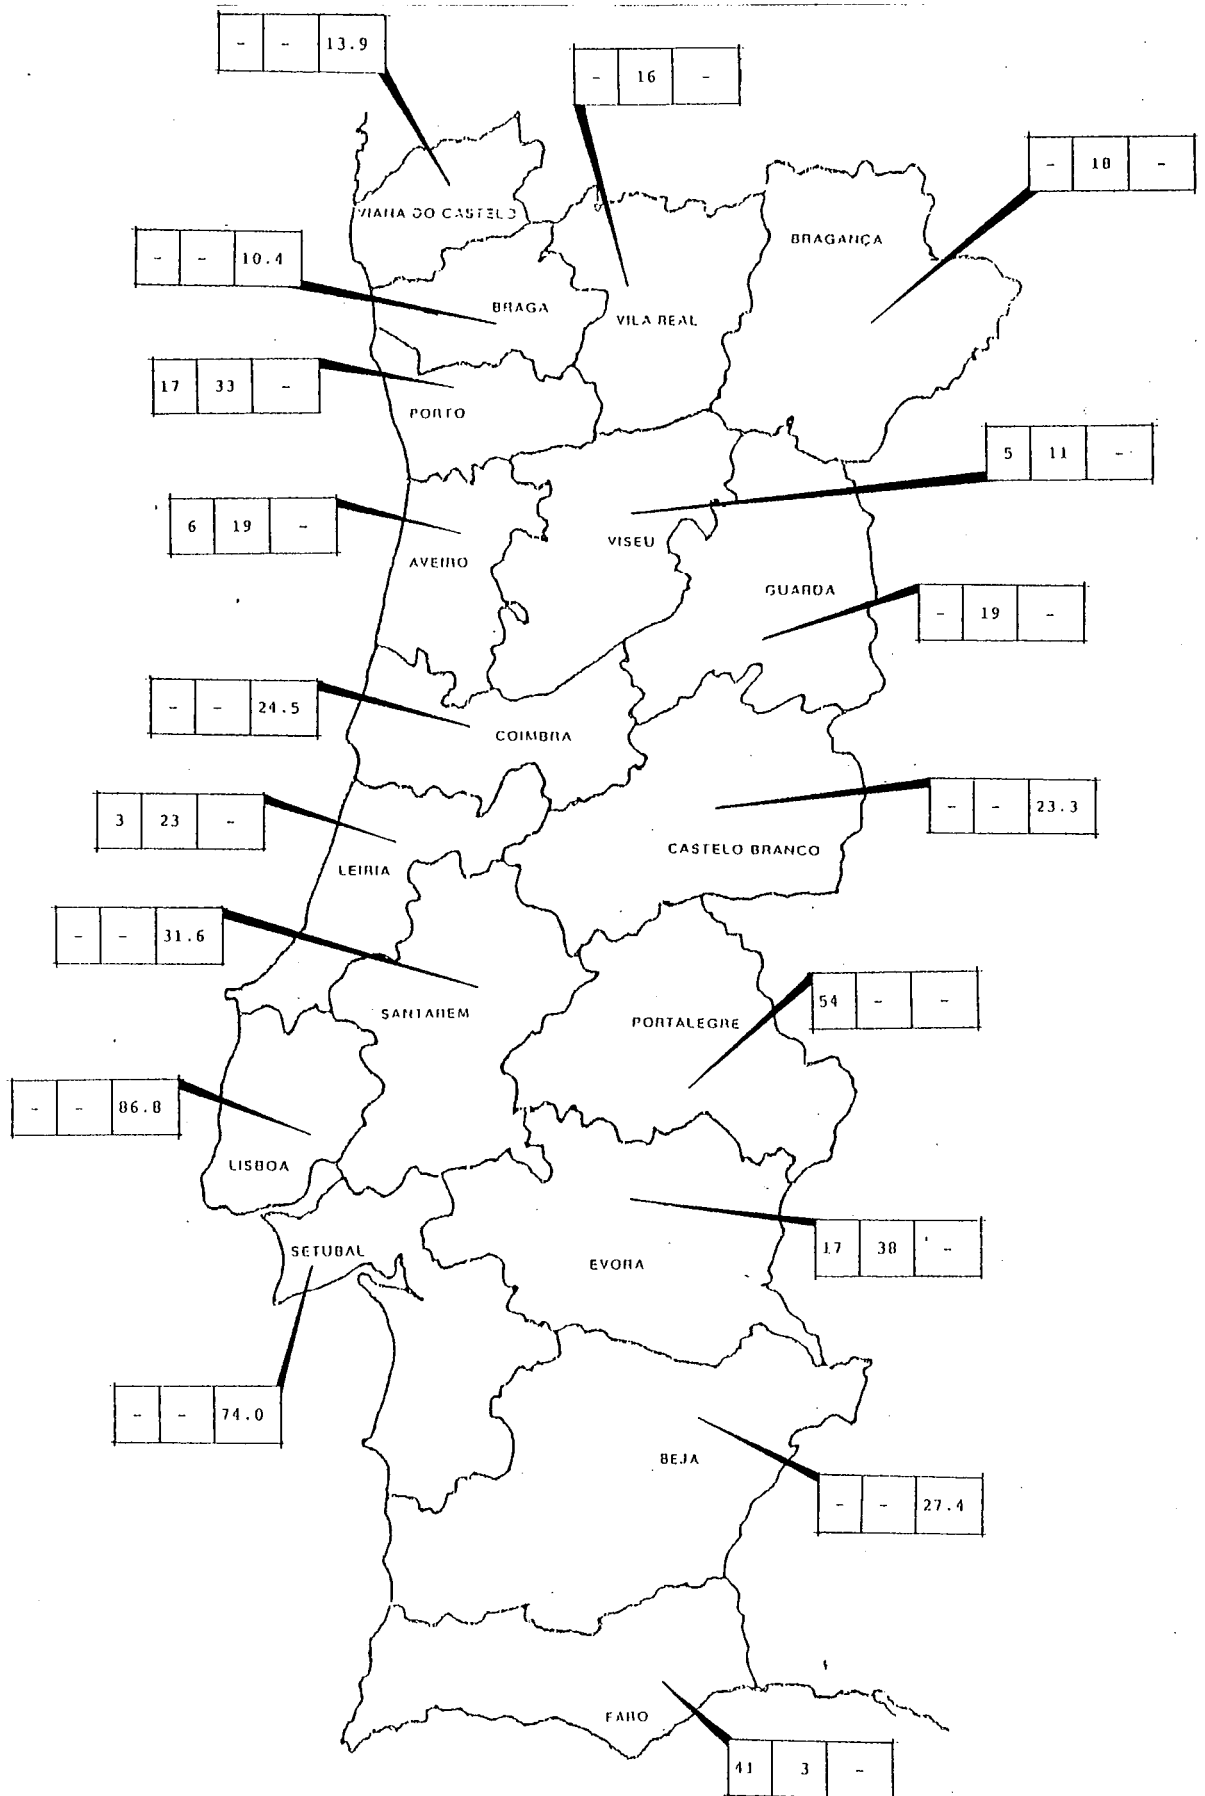 - - 13.9
- 16 -
- 18 -
VIANA DO CASTELO
BRAGANÇA
- - 10.4
BRAGA
VILA REAL
17 33 -
PORTO
5 11 -
6 19 -
VISEU
AVEIRO
GUARDA
- 19 -
- - 24.5
COIMBRA
- - 23.3
3 23 -
CASTELO BRANCO
LEIRIA
- - 31.6
54 - -
SANTAREM
PORTALEGRE
- - 86.8
LISBOA
17 38 -
SETUBAL
EVORA
- - 74.0
BEJA
- - 27.4
FARO
41 3 -